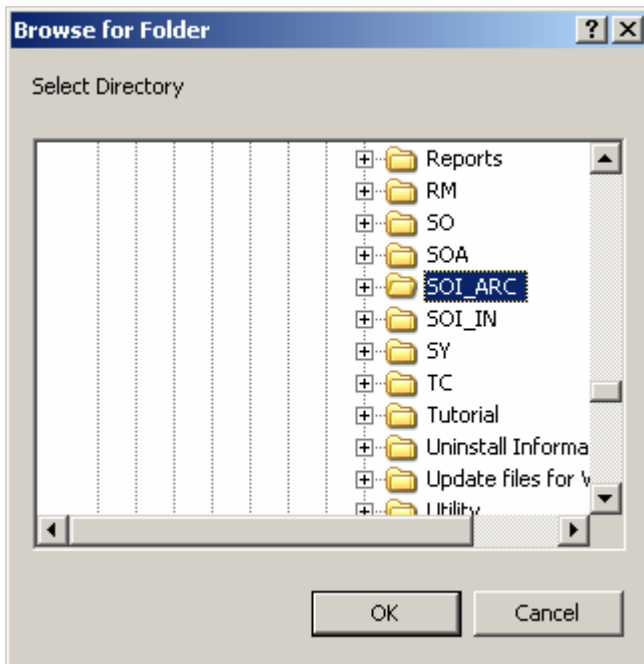 Browse for Folder
Select Directory
Reports
RM
SO
SOA
SOI_ARC
SOI_IN
SY
TC
Tutorial
Uninstall Informa
Update files for V
Utility
OK Cancel